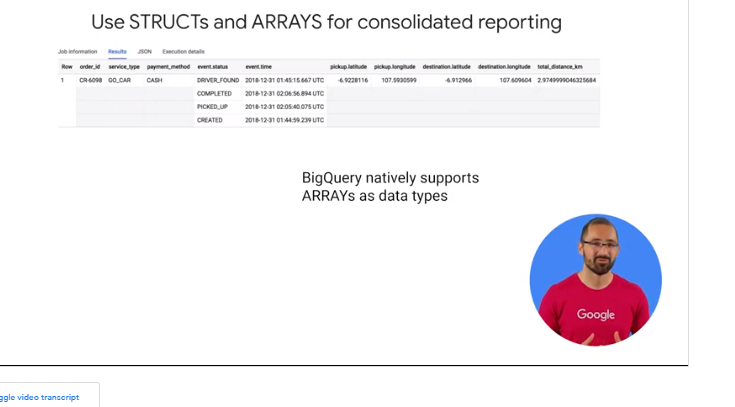 Use STRUCTs and ARRAYS for consolidated reporting
Job information Results JSON Execution details
Row order_id service_type payment_method event.status event.time pickup.latitude pickup.longitude destination.latitude destination.longitude total_distance_km
1 CR-6098 GO_CAR CASH DRIVER_FOUND 2018-12-31 01:45:15.667 UTC -6.9228116 107.5930599 -6.912966 107.609604 2.9749999046325684
COMPLETED 2018-12-31 02:06:56.894 UTC
PICKED_UP 2018-12-31 02:05:40.075 UTC
CREATED 2018-12-31 01:44:59.239 UTC
BigQuery natively supports
ARRAYs as data types
Google
ggle video transcript